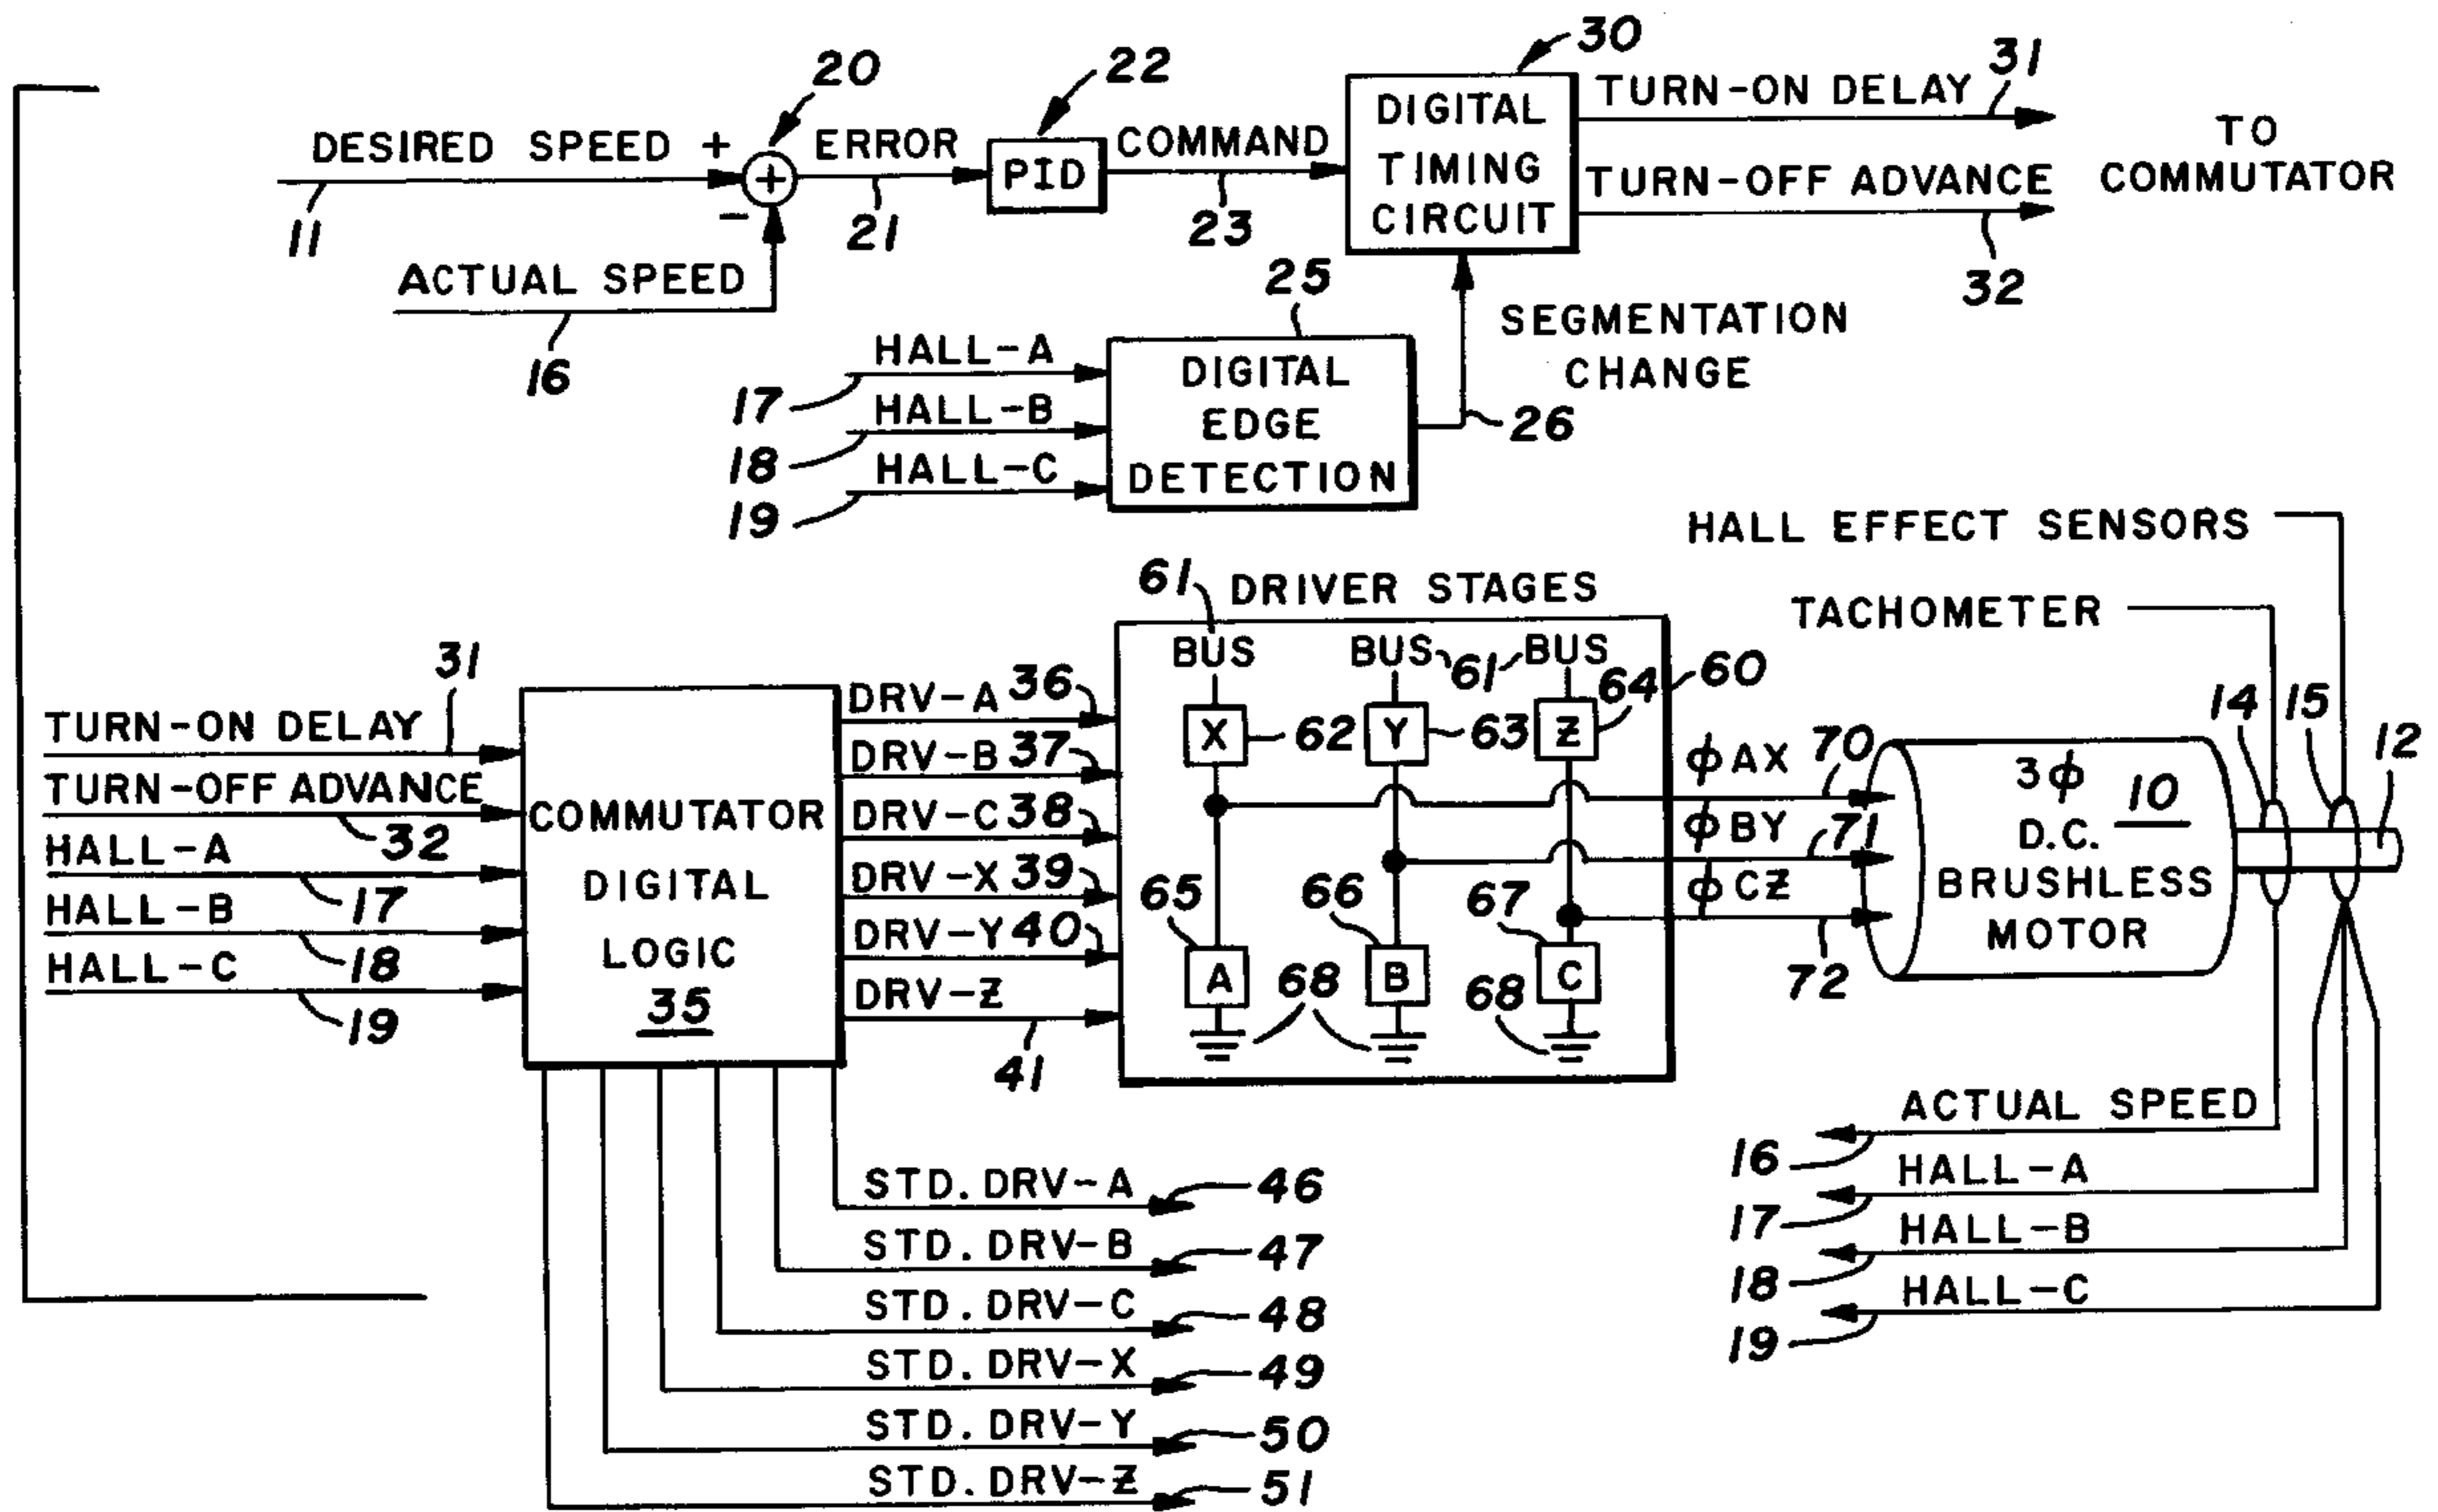 30
20
22
TURN-ON DELAY 31
DIGITAL TIMING CIRCUIT
DESIRED SPEED + ERROR COMMAND
+ PID
TO COMMUTATOR
TURN-OFF ADVANCE
11 − 21 23
32
ACTUAL SPEED
16
25
SEGMENTATION CHANGE
17 HALL-A
18 HALL-B
19 HALL-C
DIGITAL EDGE DETECTION
26
HALL EFFECT SENSORS
TACHOMETER
61 DRIVER STAGES
BUS BUS 61 BUS
60
X 62 Y 63 Z 64
31
TURN-ON DELAY
TURN-OFF ADVANCE
32
HALL-A
17
HALL-B
18
HALL-C
19
COMMUTATOR
DIGITAL
LOGIC
35
DRV-A 36
DRV-B 37
DRV-C 38
DRV-X 39
DRV-Y 40
DRV-Z
41
65 66 67
A B C
68 68
ϕAX 70
ϕBY 71
ϕCZ
72
3ϕ
10
D.C.
BRUSHLESS
MOTOR
14 15 12
ACTUAL SPEED
16
HALL-A
17
HALL-B
18
HALL-C
19
STD. DRV-A 46
STD. DRV-B 47
STD. DRV-C 48
STD. DRV-X 49
STD. DRV-Y 50
STD. DRV-Z 51